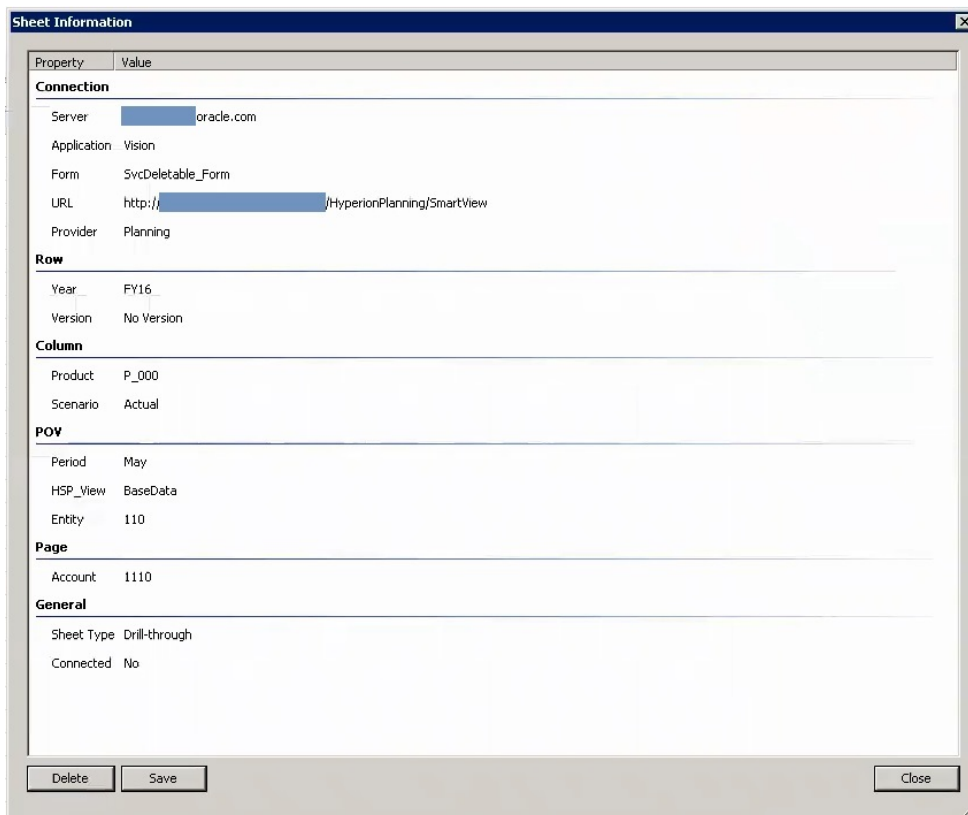 Sheet Information
Property Value
Connection
Server oracle.com
Application Vision
Form SvcDeletable_Form
URL http:// /HyperionPlanning/SmartView
Provider Planning
Row
Year FY16
Version No Version
Column
Product P_000
Scenario Actual
POV
Period May
HSP_View BaseData
Entity 110
Page
Account 1110
General
Sheet Type Drill-through
Connected No
Delete Save Close